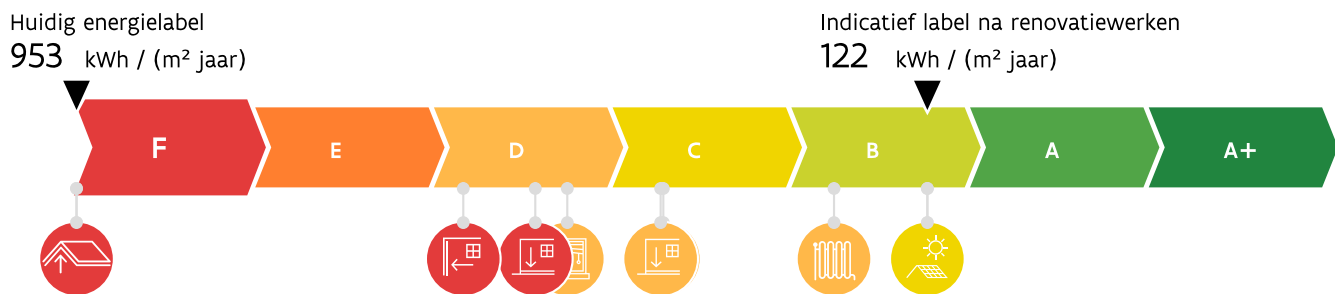 Huidig energielabel
953 kWh / (m² jaar)
Indicatief label na renovatiewerken
122 kWh / (m² jaar)
F E D C B A A+